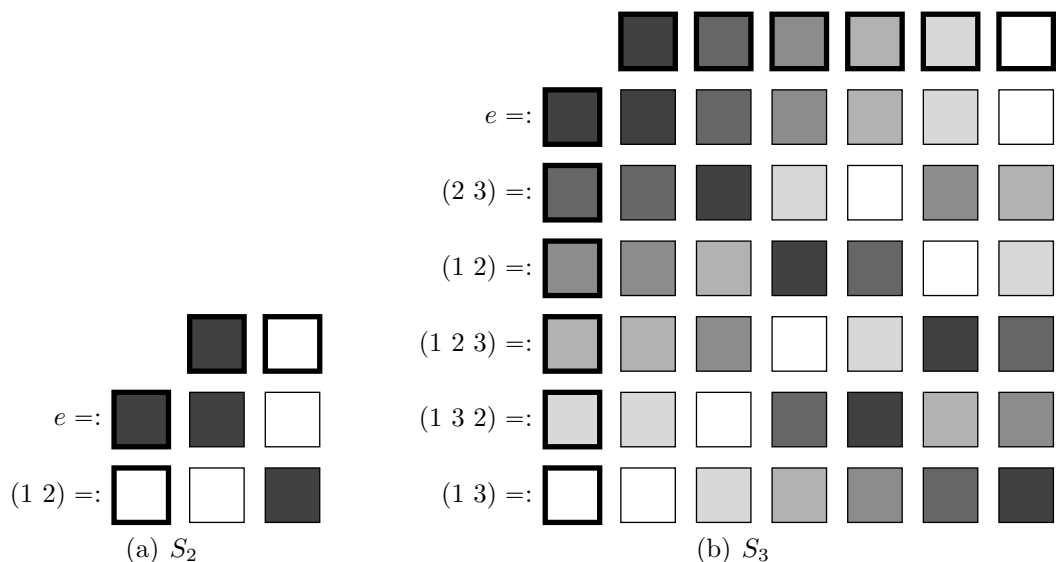 e =:
(2 3) =:
(1 2) =:
(1 2 3) =:
(1 3 2) =:
(1 3) =:
e =:
(1 2) =:
(a) S₂
(b) S₃